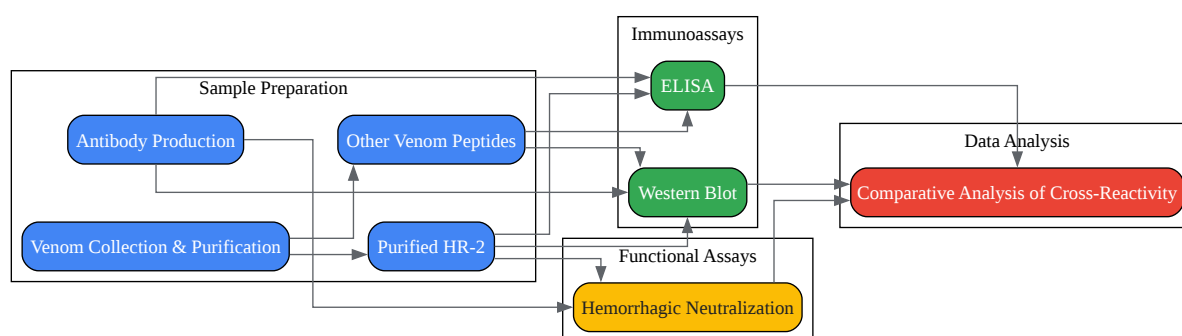 Immunoassays
Sample Preparation
ELISA
Antibody Production
Other Venom Peptides
Data Analysis
Western Blot
Comparative Analysis of Cross-Reactivity
Venom Collection & Purification
Purified HR-2
Functional Assays
Hemorrhagic Neutralization